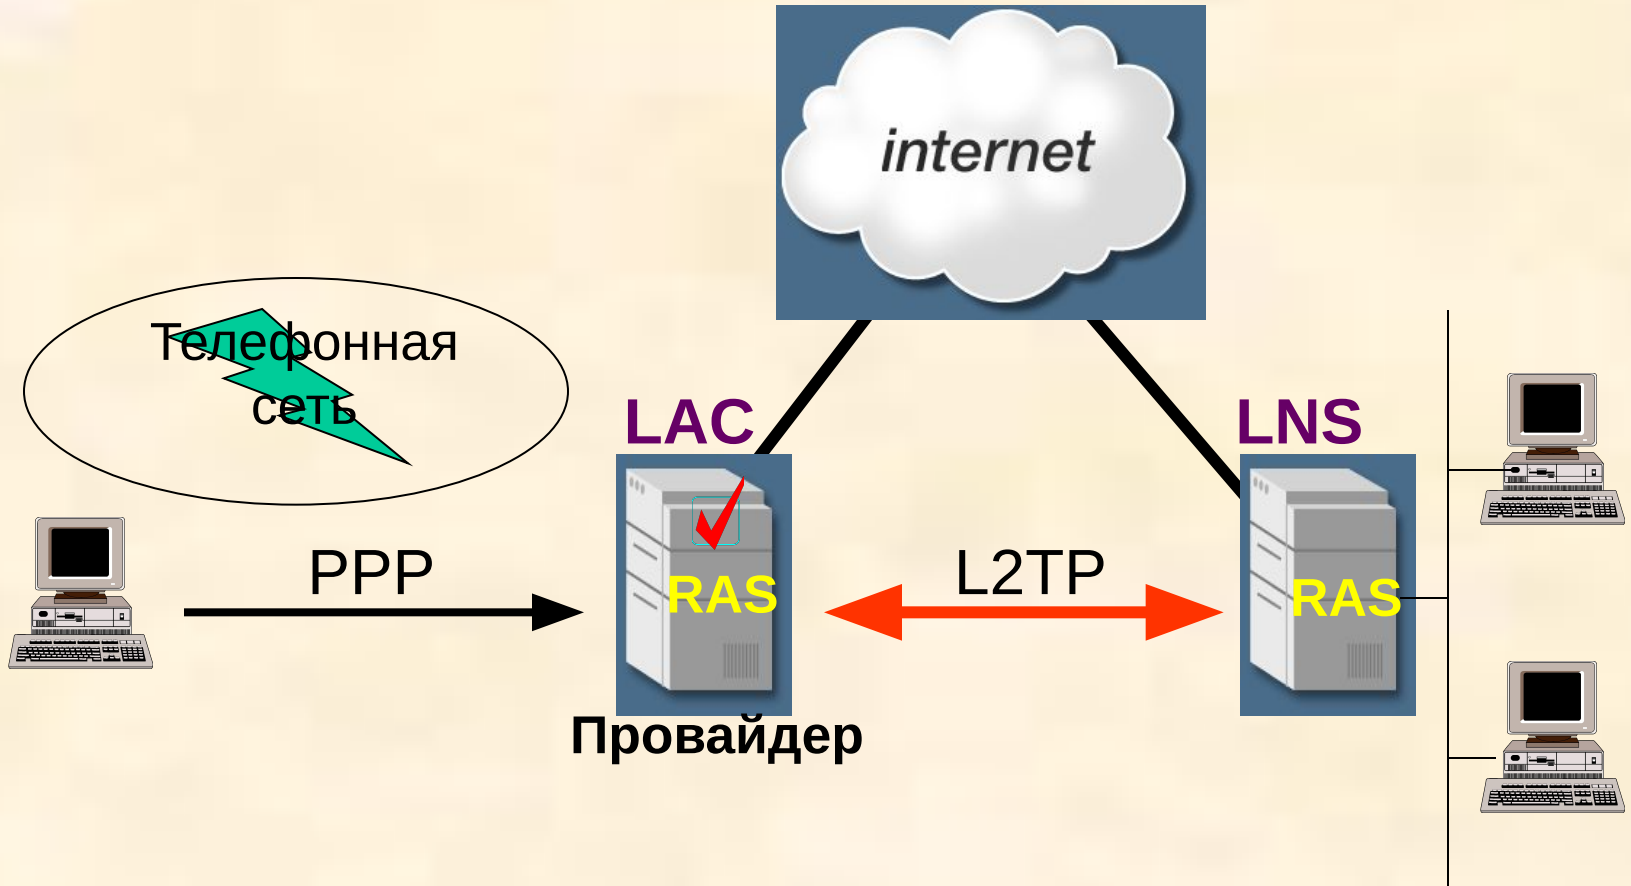 internet
Телефонная
сеть
LAC
LNS
PPP
L2TP
RAS
RAS
Провайдер